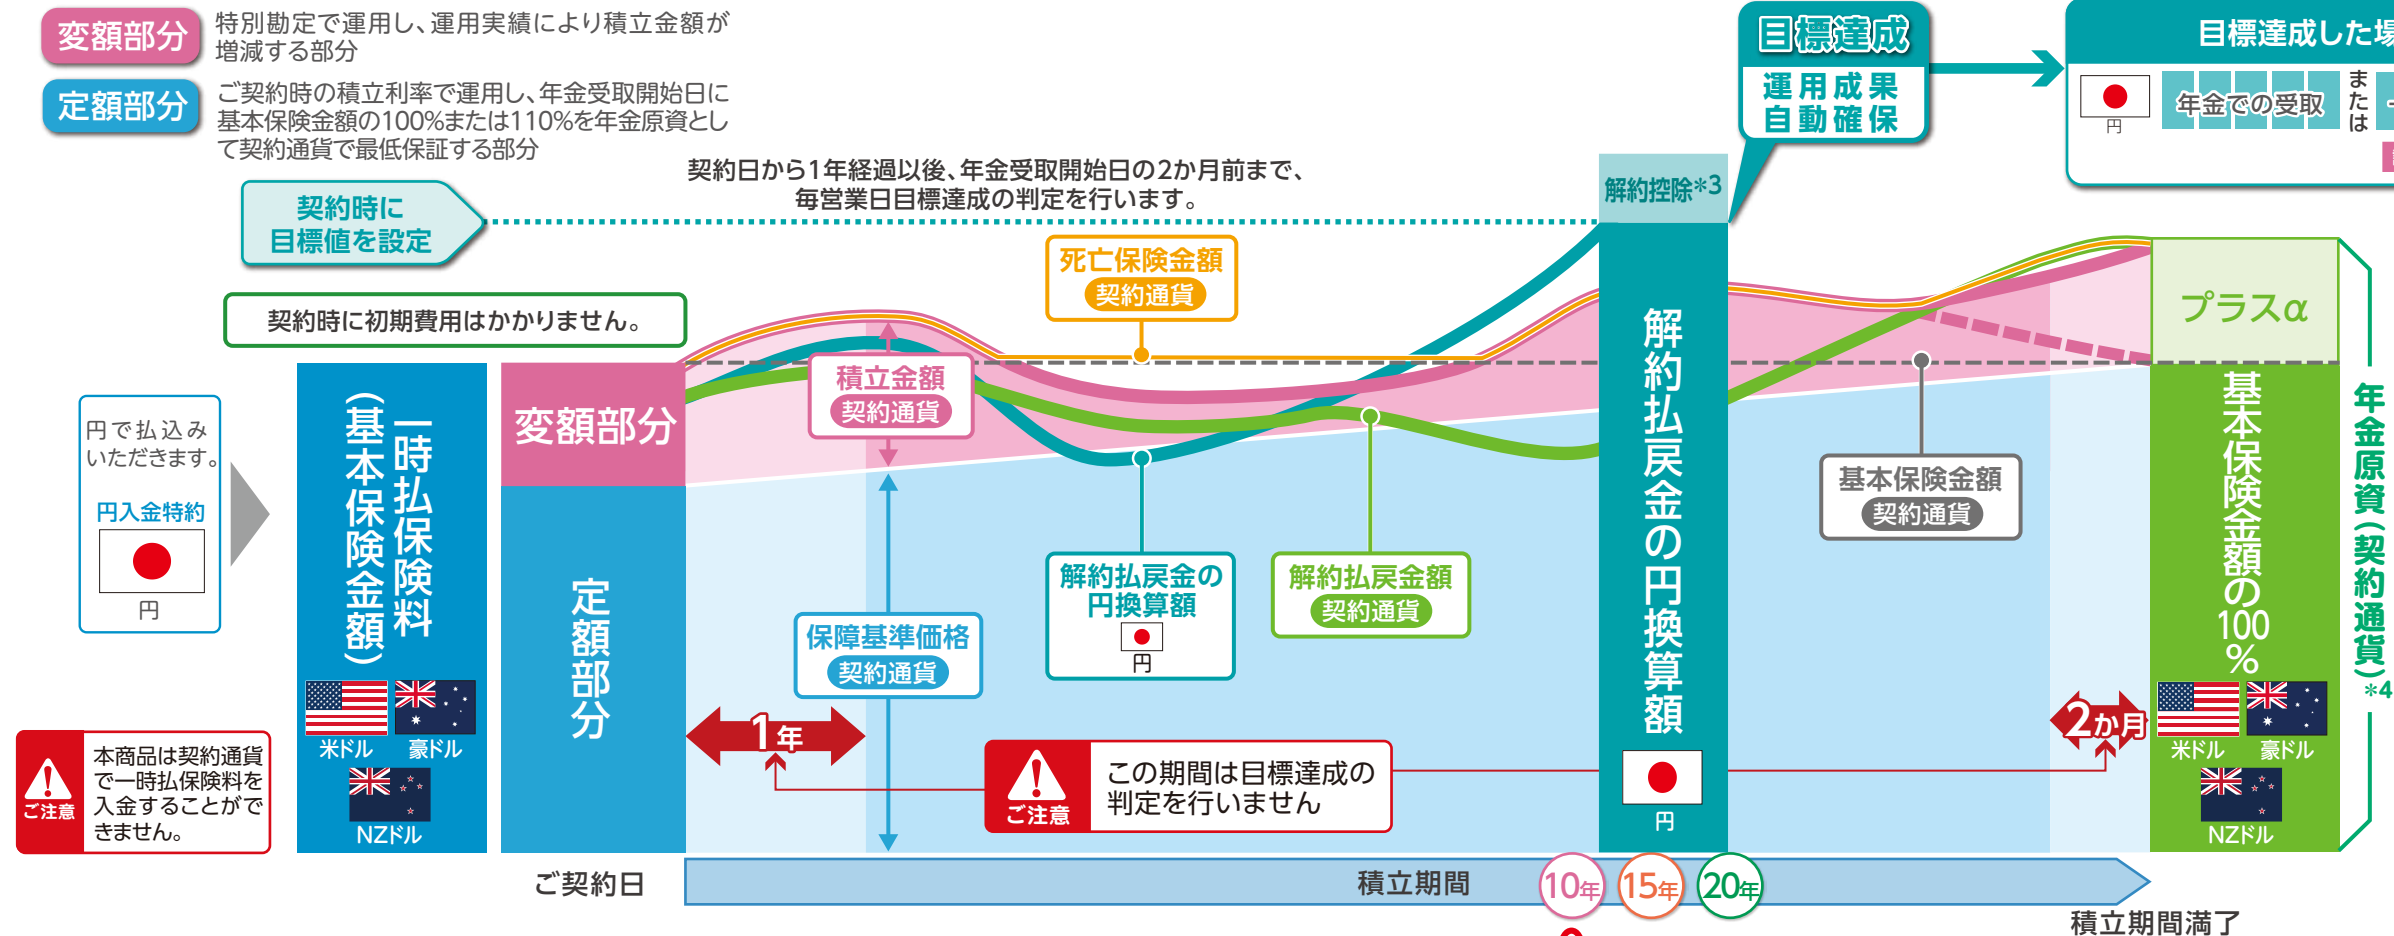 変額部分
特別勘定で運用し、運用実績により積立金額が
増減する部分
定額部分
ご契約時の積立利率で運用し、年金受取開始日に
基本保険金額の100%または110%を年金原資とし
て契約通貨で最低保証する部分
目標達成
運用成果
自動確保
目標達成した場
円
年金での受取
または
契約日から1年経過以後、年金受取開始日の2か月前まで、
毎営業日目標達成の判定を行います。
契約時に
目標値を設定
解約控除*3
死亡保険金額
契約通貨
契約時に初期費用はかかりません。
プラスα
積立金額
契約通貨
円で払込み
いただきます。
円入金特約
円
一時払保険料
(基本保険金額)
米ドル
豪ドル
NZドル
変額部分
定額部分
保障基準価格
契約通貨
解約払戻金の
円換算額
円
解約払戻金額
契約通貨
解約払戻金の円換算額
円
基本保険金額
契約通貨
基本保険金額の100%
米ドル
豪ドル
NZドル
年金原資(契約通貨)*4
1年
2か月
ご注意
本商品は契約通貨
で一時払保険料を
入金することがで
きません。
ご注意
この期間は目標達成の
判定を行いません
ご契約日
積立期間
10年
15年
20年
積立期間満了